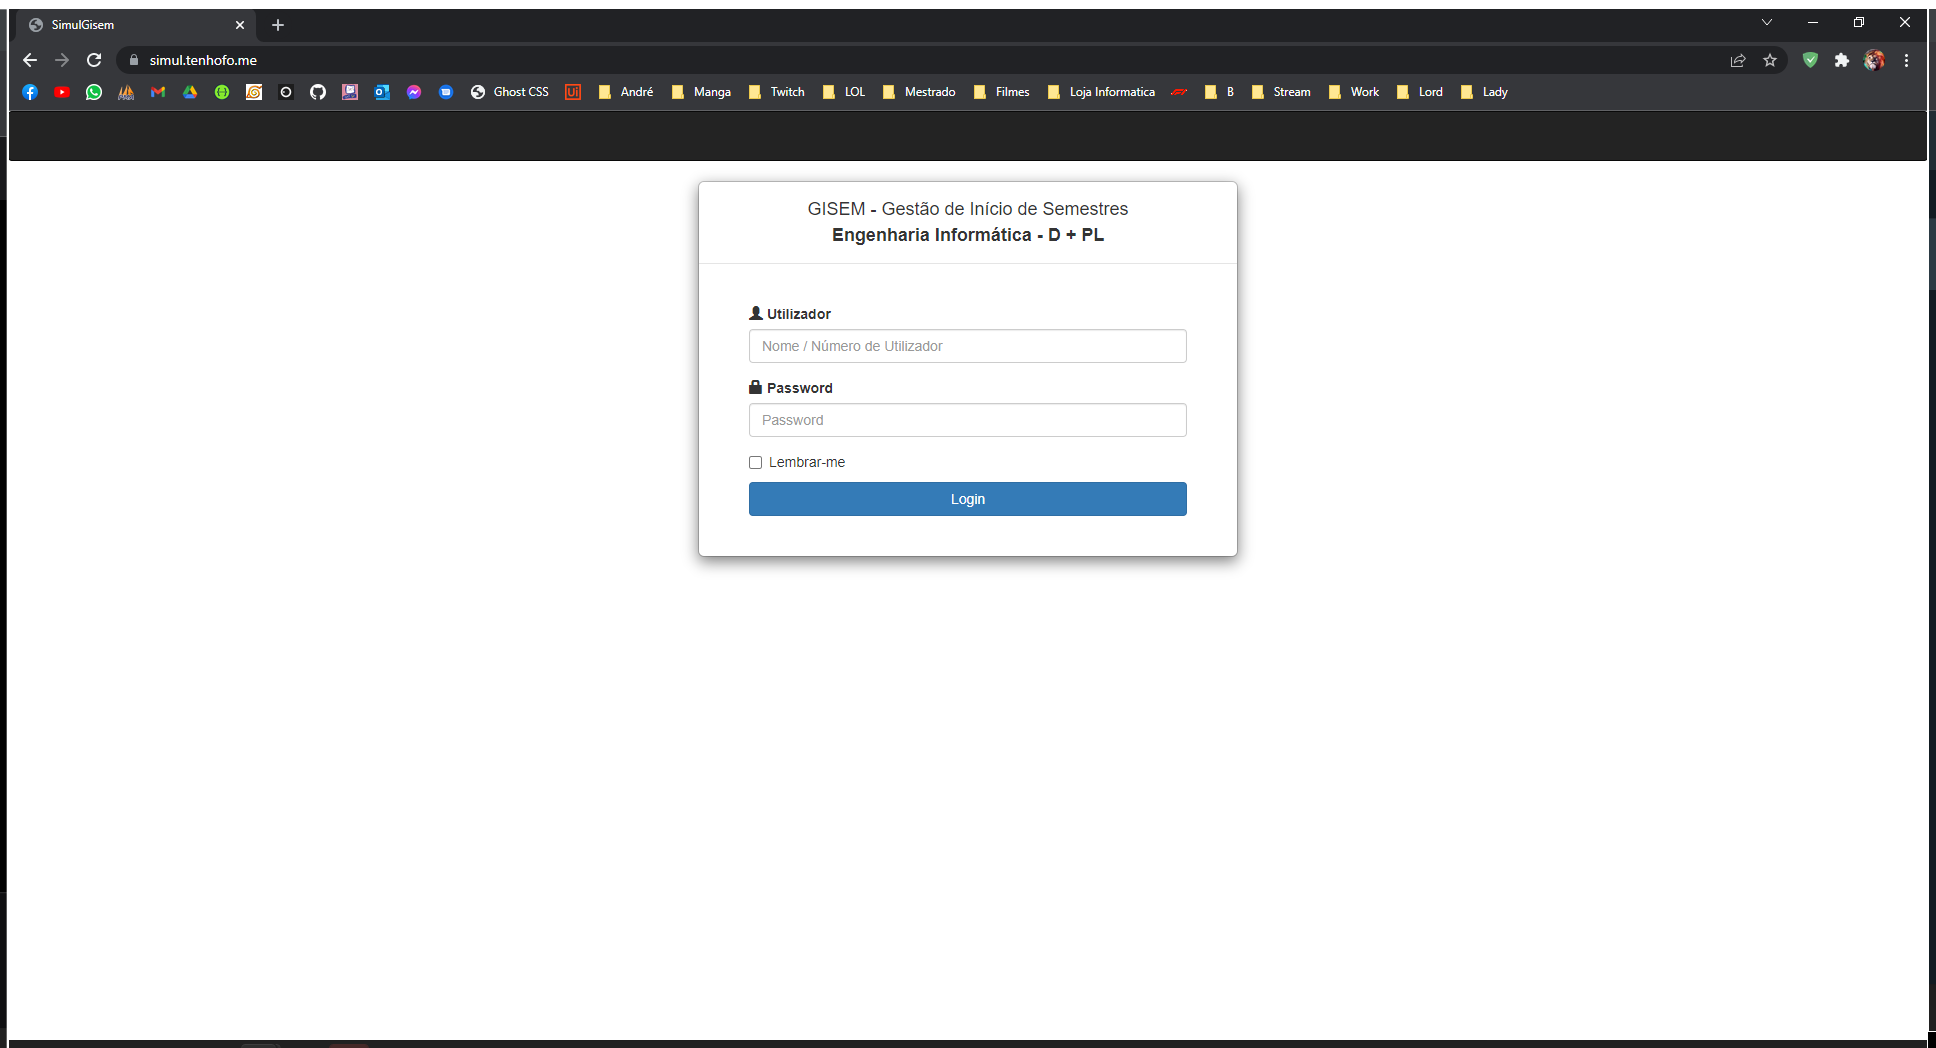 SimulGisem
simul.tenhofo.me
Ghost CSS Ui André Manga Twitch LOL Mestrado Filmes Loja Informatica B Stream Work Lord Lady
GISEM - Gestão de Início de Semestres
Engenharia Informática - D + PL
Utilizador
Nome / Número de Utilizador
Password
Password
Lembrar-me
Login